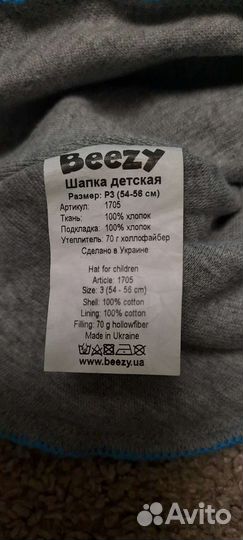 Beezy
Шапка детская
Размер: Р3 (54-56 см)
Артикул: 1705
Ткань: 100% хлопок
Подкладка: 100% хлопок
Утеплитель: 70 г холлофайбер
Сделано в Украине
Hat for children
Article: 1705
Size: 3 (54 - 56 cm)
Shell: 100% cotton
Lining: 100% cotton
Filling: 70 g hollowfiber
Made in Ukraine
www.beezy.ua
Avito